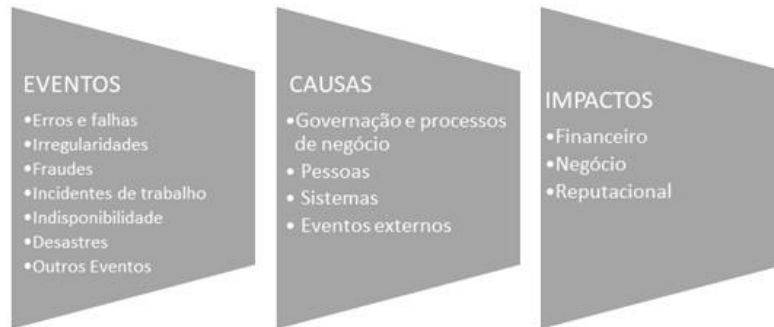 EVENTOS
•Erros e falhas
•Irregularidades
•Fraudes
•Incidentes de trabalho
•Indisponibilidade
•Desastres
•Outros Eventos
CAUSAS
•Governação e processos
de negócio
• Pessoas
• Sistemas
• Eventos externos
IMPACTOS
•Financeiro
•Negócio
•Reputacional